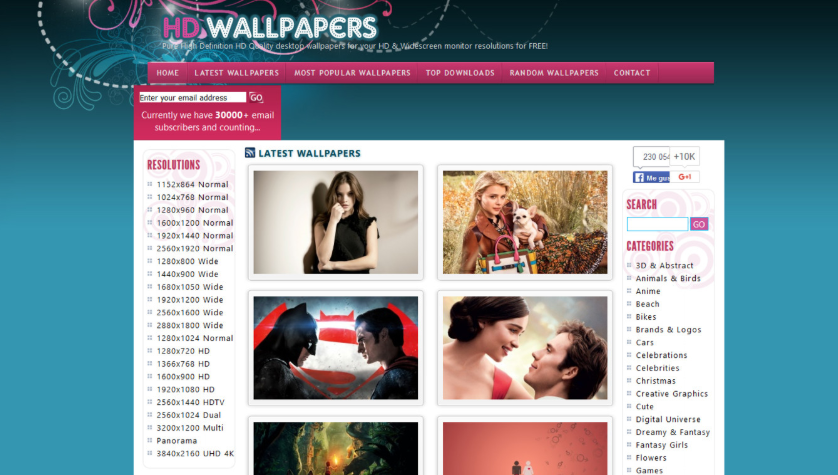 HD WALLPAPERS
Pure High Definition HD Quality desktop wallpapers for your HD & Widescreen monitor resolutions for FREE!
HOME LATEST WALLPAPERS MOST POPULAR WALLPAPERS TOP DOWNLOADS RANDOM WALLPAPERS CONTACT
Enter your email address GO
Currently we have 30000+ email
subscribers and counting...
RESOLUTIONS
1152x864 Normal
1024x768 Normal
1280x960 Normal
1600x1200 Normal
1920x1440 Normal
2560x1920 Normal
1280x800 Wide
1440x900 Wide
1680x1050 Wide
1920x1200 Wide
2560x1600 Wide
2880x1800 Wide
1280x1024 Normal
1280x720 HD
1366x768 HD
1600x900 HD
1920x1080 HD
2560x1440 HDTV
2560x1024 Dual
3200x1200 Multi
Panorama
3840x2160 UHD 4K
LATEST WALLPAPERS
230 054 +10K
Me gus G+1
SEARCH
GO
CATEGORIES
3D & Abstract
Animals & Birds
Anime
Beach
Bikes
Brands & Logos
Cars
Celebrations
Celebrities
Christmas
Creative Graphics
Cute
Digital Universe
Dreamy & Fantasy
Fantasy Girls
Flowers
Games